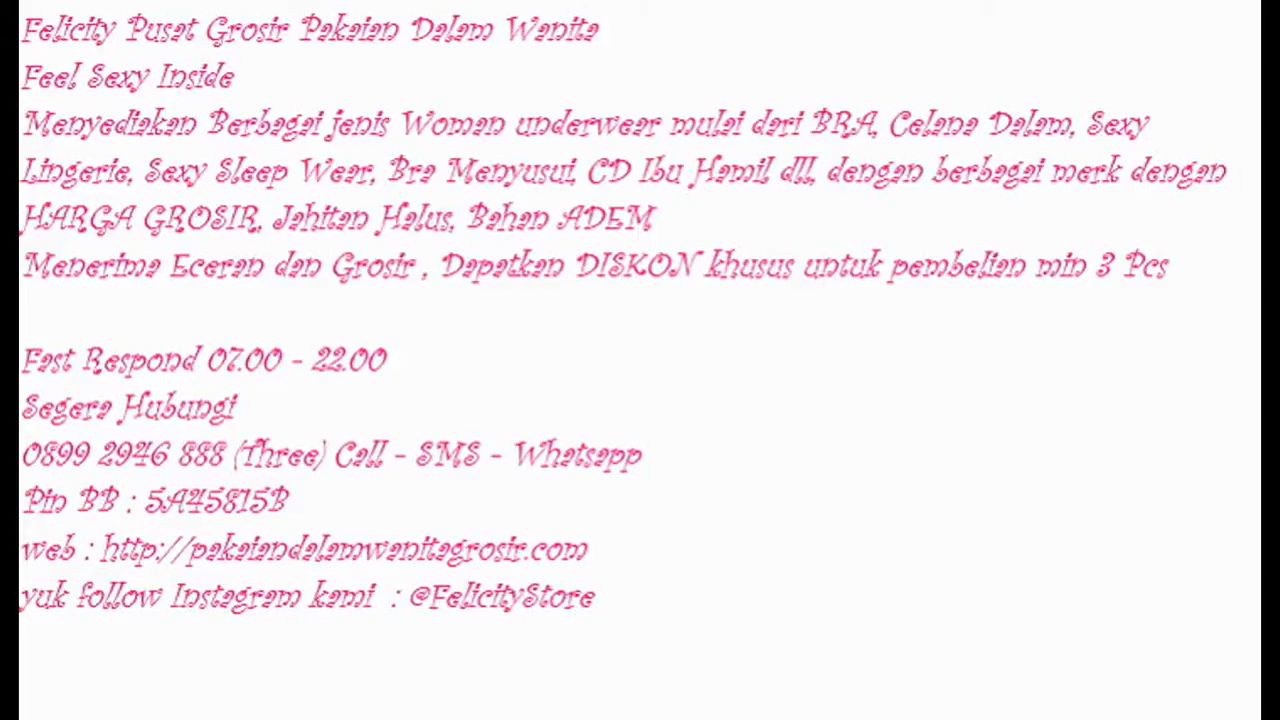 Felicity Pusat Grosir Pakaian Dalam Wanita
Feel Sexy Inside
Menyediakan Berbagai jenis Woman underwear mulai dari BRA, Celana Dalam, Sexy
Lingerie, Sexy Sleep Wear, Bra Menyusui, CD Ibu Hamil dll, dengan berbagai merk dengan
HARGA GROSIR, Jahitan Halus, Bahan ADEM
Menerima Eceran dan Grosir , Dapatkan DISKON khusus untuk pembelian min 3 Pcs
Fast Respond 07.00 - 22.00
Segera Hubungi
0899 2946 888 (Three) Call - SMS - Whatsapp
Pin BB : 5A45815B
web : http://pakaiandalamwanitagrosir.com
yuk follow Instagram kami : @FelicityStore